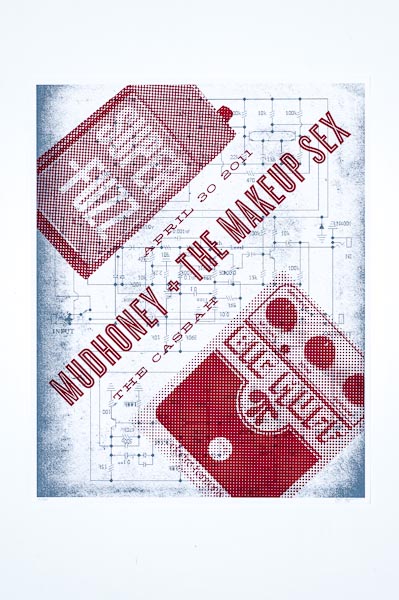 SUPER
FUZZ
APRIL 30 2011
MUDHONEY + THE MAKEUP SEX
THE CASBAH
BIG MUFF
INPUT